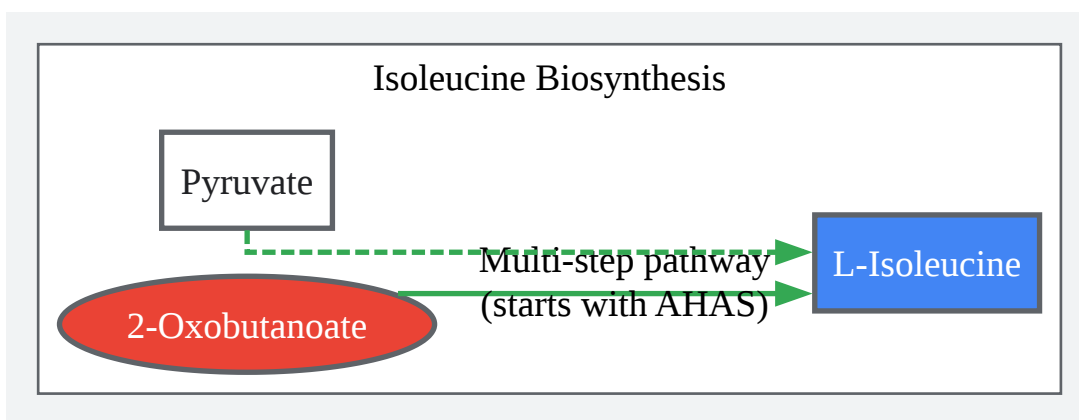 Isoleucine Biosynthesis
Pyruvate
Multi-step pathway
(starts with AHAS)
L-Isoleucine
2-Oxobutanoate